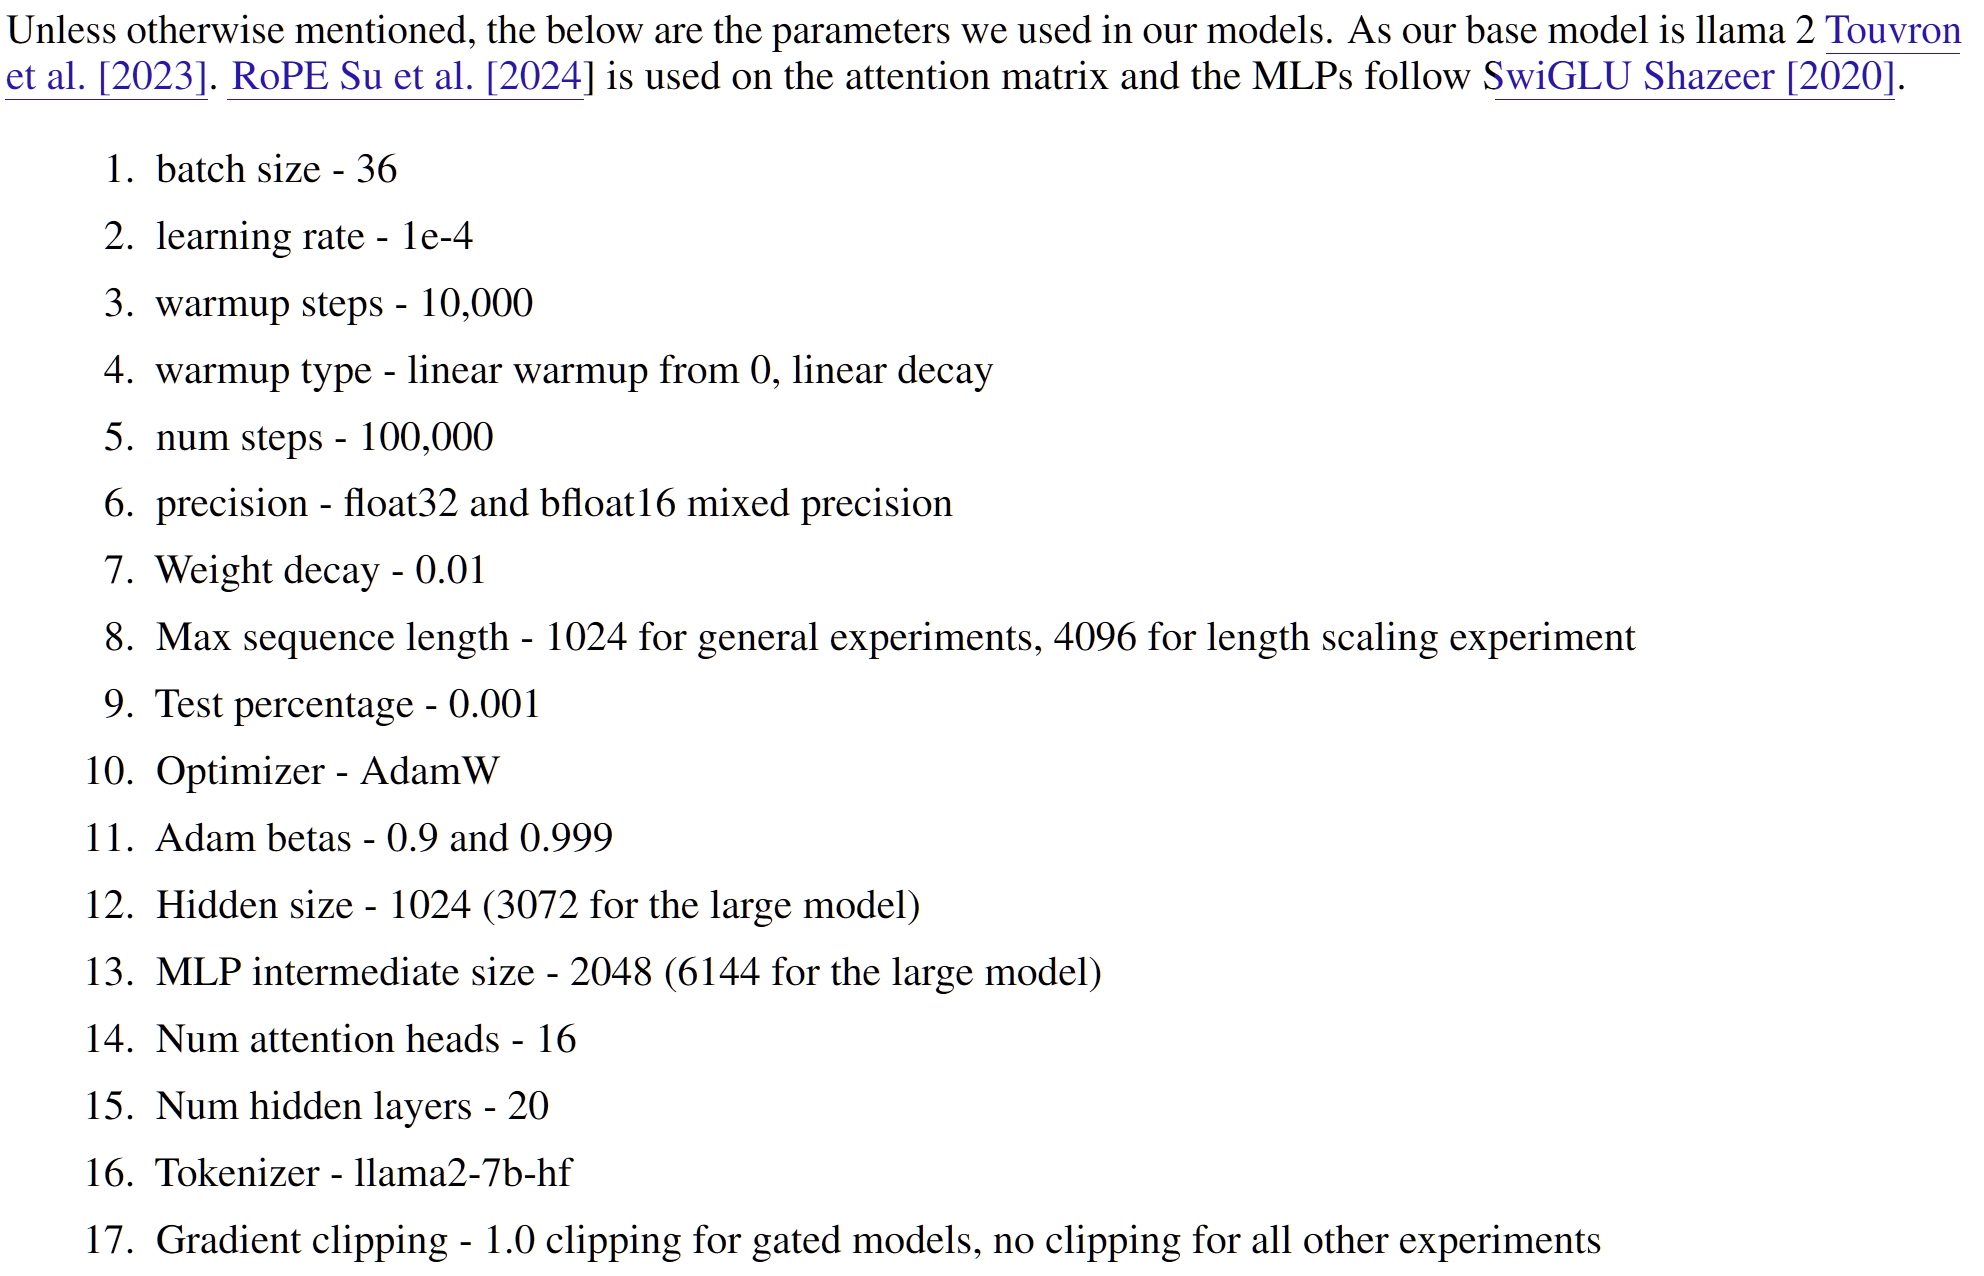 Unless otherwise mentioned, the below are the parameters we used in our models. As our base model is llama 2 Touvron
et al. [2023]. RoPE Su et al. [2024] is used on the attention matrix and the MLPs follow SwiGLU Shazeer [2020].
1. batch size - 36
2. learning rate - 1e-4
3. warmup steps - 10,000
4. warmup type - linear warmup from 0, linear decay
5. num steps - 100,000
6. precision - float32 and bfloat16 mixed precision
7. Weight decay - 0.01
8. Max sequence length - 1024 for general experiments, 4096 for length scaling experiment
9. Test percentage - 0.001
10. Optimizer - AdamW
11. Adam betas - 0.9 and 0.999
12. Hidden size - 1024 (3072 for the large model)
13. MLP intermediate size - 2048 (6144 for the large model)
14. Num attention heads - 16
15. Num hidden layers - 20
16. Tokenizer - llama2-7b-hf
17. Gradient clipping - 1.0 clipping for gated models, no clipping for all other experiments